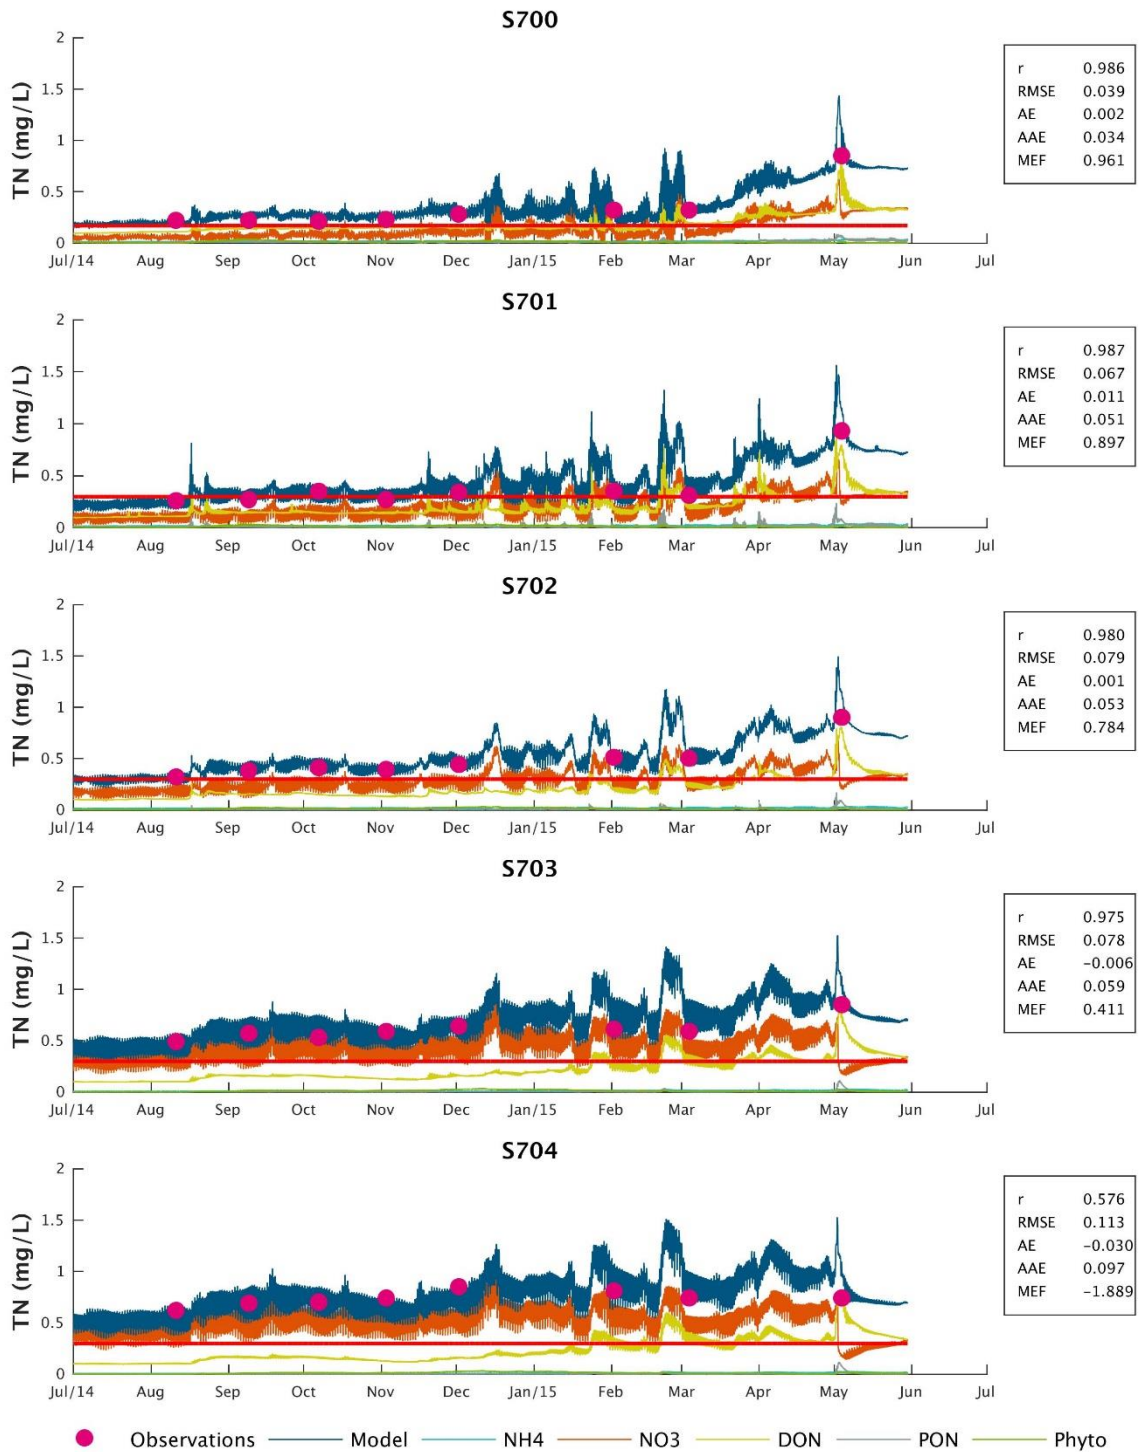 S700
TN (mg/L)
2
1.5
1
0.5
0
Jul/14 Aug Sep Oct Nov Dec Jan/15 Feb Mar Apr May Jun Jul
r 0.986
RMSE 0.039
AE 0.002
AAE 0.034
MEF 0.961
S701
TN (mg/L)
2
1.5
1
0.5
0
Jul/14 Aug Sep Oct Nov Dec Jan/15 Feb Mar Apr May Jun Jul
r 0.987
RMSE 0.067
AE 0.011
AAE 0.051
MEF 0.897
S702
TN (mg/L)
2
1.5
1
0.5
0
Jul/14 Aug Sep Oct Nov Dec Jan/15 Feb Mar Apr May Jun Jul
r 0.980
RMSE 0.079
AE 0.001
AAE 0.053
MEF 0.784
S703
TN (mg/L)
2
1.5
1
0.5
0
Jul/14 Aug Sep Oct Nov Dec Jan/15 Feb Mar Apr May Jun Jul
r 0.975
RMSE 0.078
AE -0.006
AAE 0.059
MEF 0.411
S704
TN (mg/L)
2
1.5
1
0.5
0
Jul/14 Aug Sep Oct Nov Dec Jan/15 Feb Mar Apr May Jun Jul
r 0.576
RMSE 0.113
AE -0.030
AAE 0.097
MEF -1.889
Observations Model NH4 NO3 DON PON Phyto